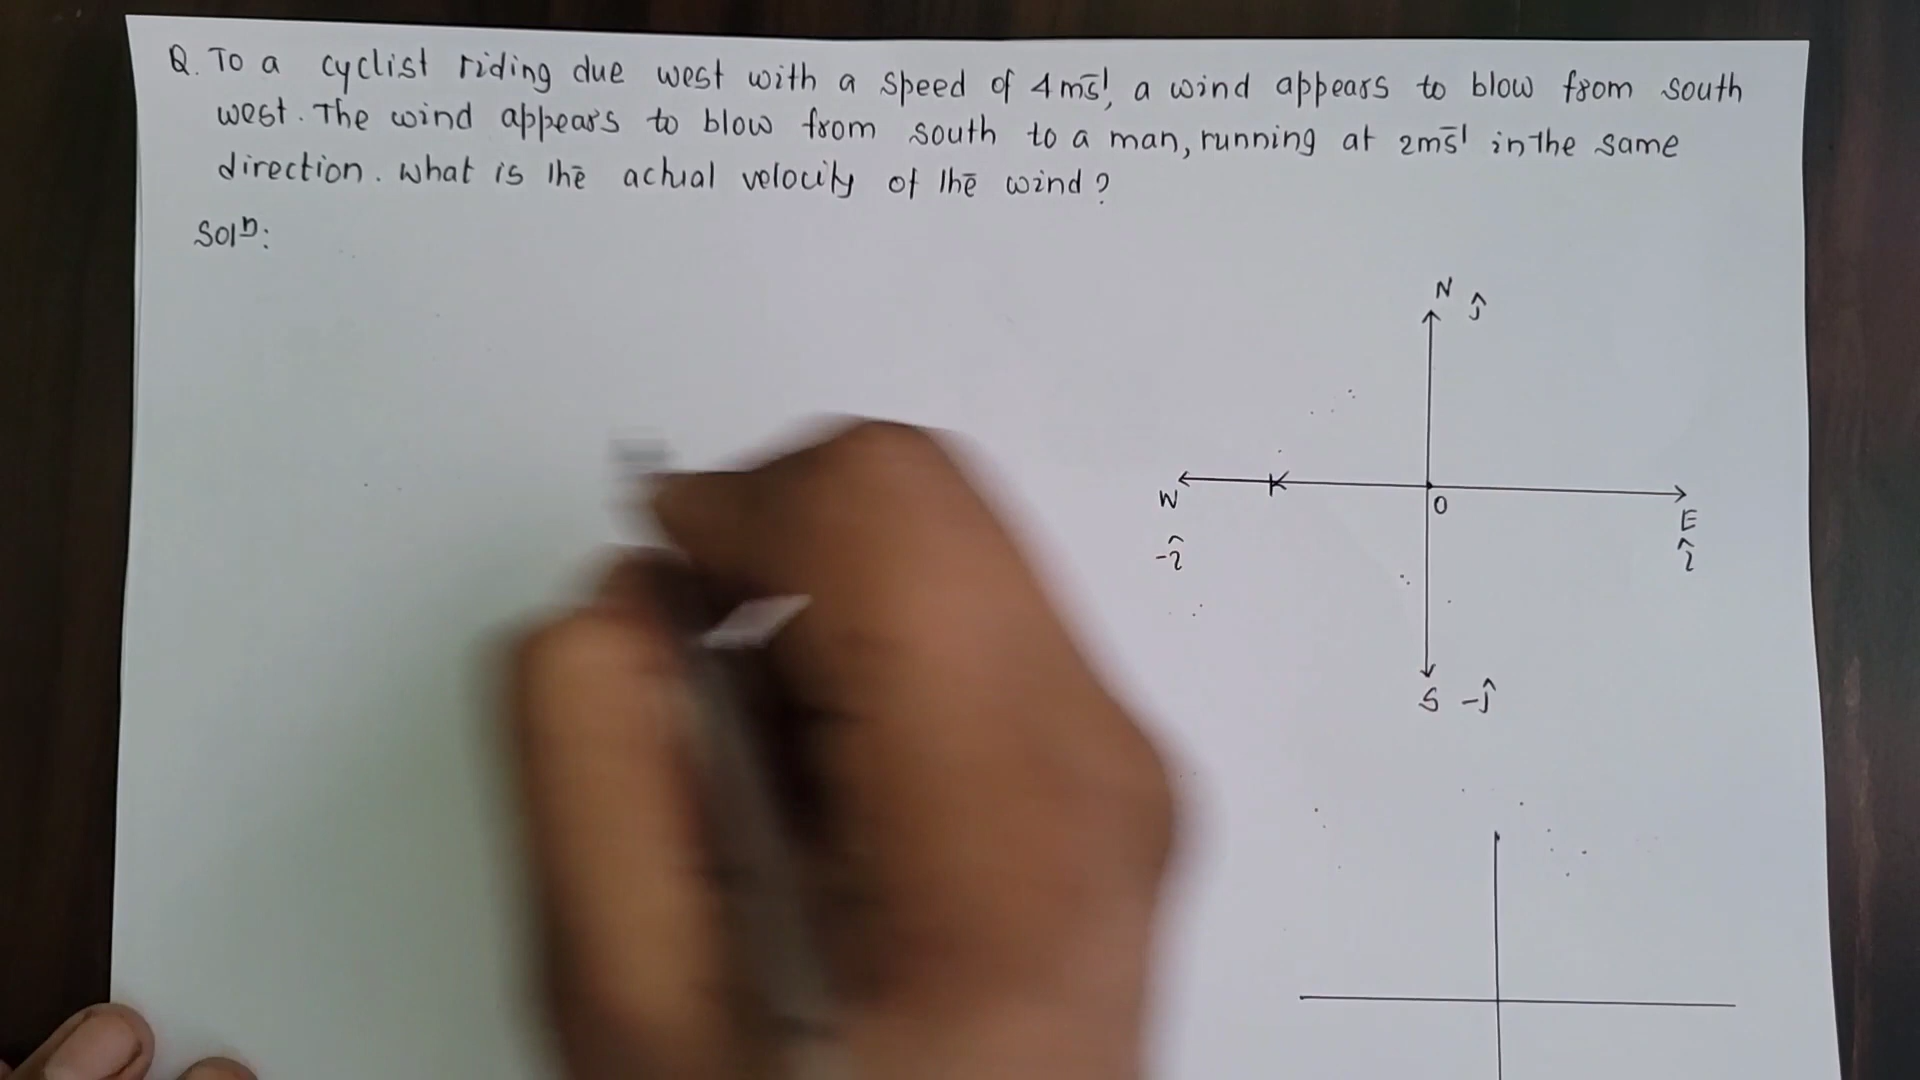 Q. To a cyclist riding due west with a speed of 4ms⁻¹, a wind appears to blow from south
west. The wind appears to blow from south to a man, running at 2ms⁻¹ in the same
direction. what is the actual velocity of the wind?
Solⁿ:
N ĵ
W
O
E
-î
î
S -ĵ